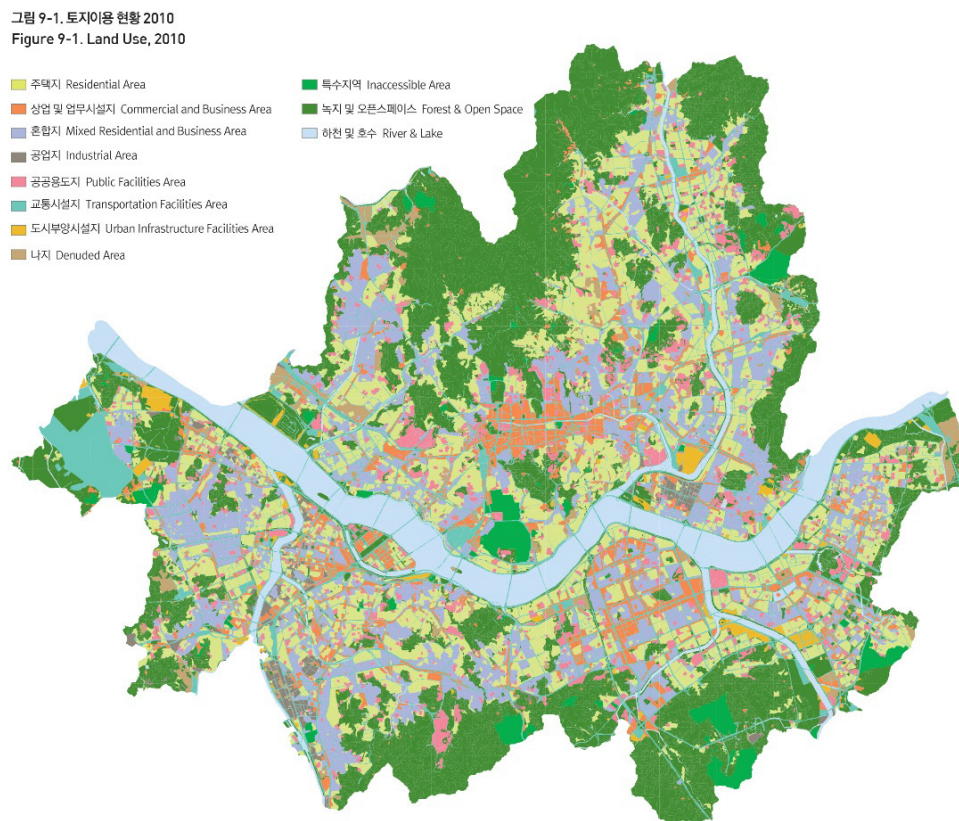 그림 9-1. 토지이용 현황 2010
Figure 9-1. Land Use, 2010
주택지 Residential Area
상업 및 업무시설지 Commercial and Business Area
혼합지 Mixed Residential and Business Area
공업지 Industrial Area
공공용도지 Public Facilities Area
교통시설지 Transportation Facilities Area
도시부양시설지 Urban Infrastructure Facilities Area
나지 Denuded Area
특수지역 Inaccessible Area
녹지 및 오픈스페이스 Forest & Open Space
하천 및 호수 River & Lake